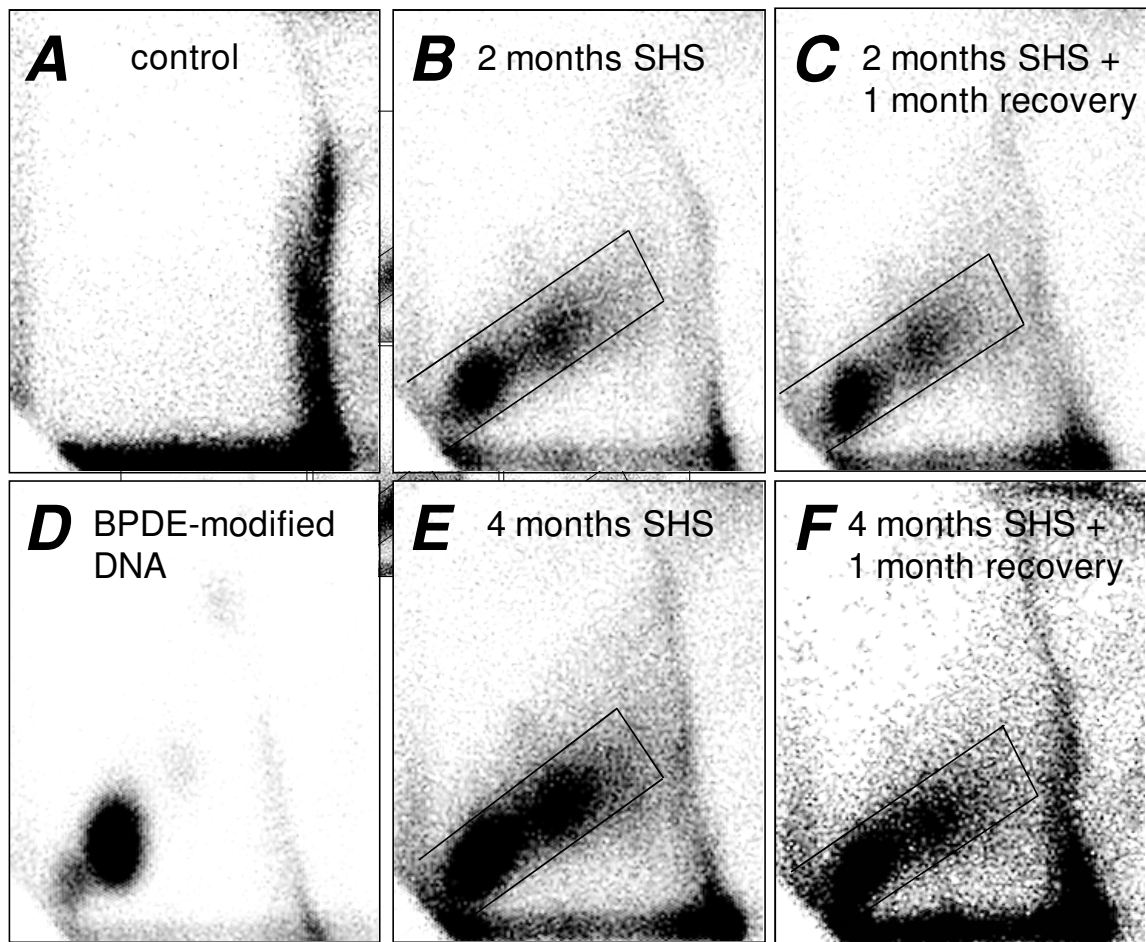 A control
B 2 months SHS
C 2 months SHS +
1 month recovery
D BPDE-modified
DNA
E 4 months SHS
F 4 months SHS +
1 month recovery